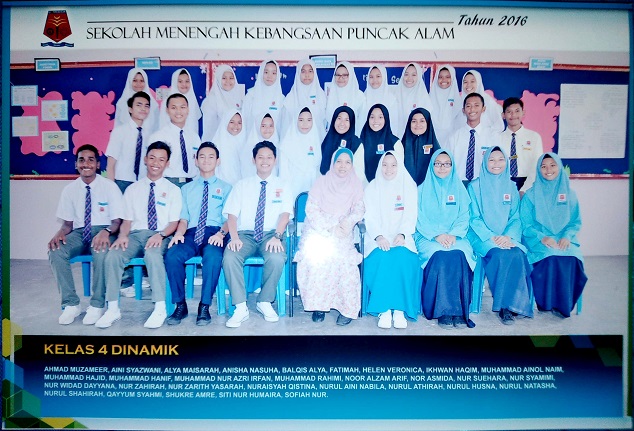 Tahun 2016
SEKOLAH MENENGAH KEBANGSAAN PUNCAK ALAM
KELAS 4 DINAMIK
AHMAD MUZAMEER, AINI SYAZWANI, ALYA MAISARAH, ANISHA NASUHA, BALQIS ALYA, FATIMAH, HELEN VERONICA, IKHWAN HAQIM, MUHAMMAD AINOL NAIM,
MUHAMMAD HAJID, MUHAMMAD HANIF, MUHAMMAD NUR AZRI IRFAN, MUHAMMAD RAHIMI, NOOR ALZAM ARIF, NOR ASMIDA, NUR SUEHARA, NUR SYAMIMI,
NUR WIDAD DAYYANA, NUR ZAHIRAH, NUR ZARITH YASARAH, NURAISYAH QISTINA, NURUL AINI NABILA, NURUL ATHIRAH, NURUL HUSNA, NURUL NATASHA,
NURUL SHAHIRAH, QAYYUM SYAHMI, SHUKRE AMRE, SITI NUR HUMAIRA, SOFIAH NUR.